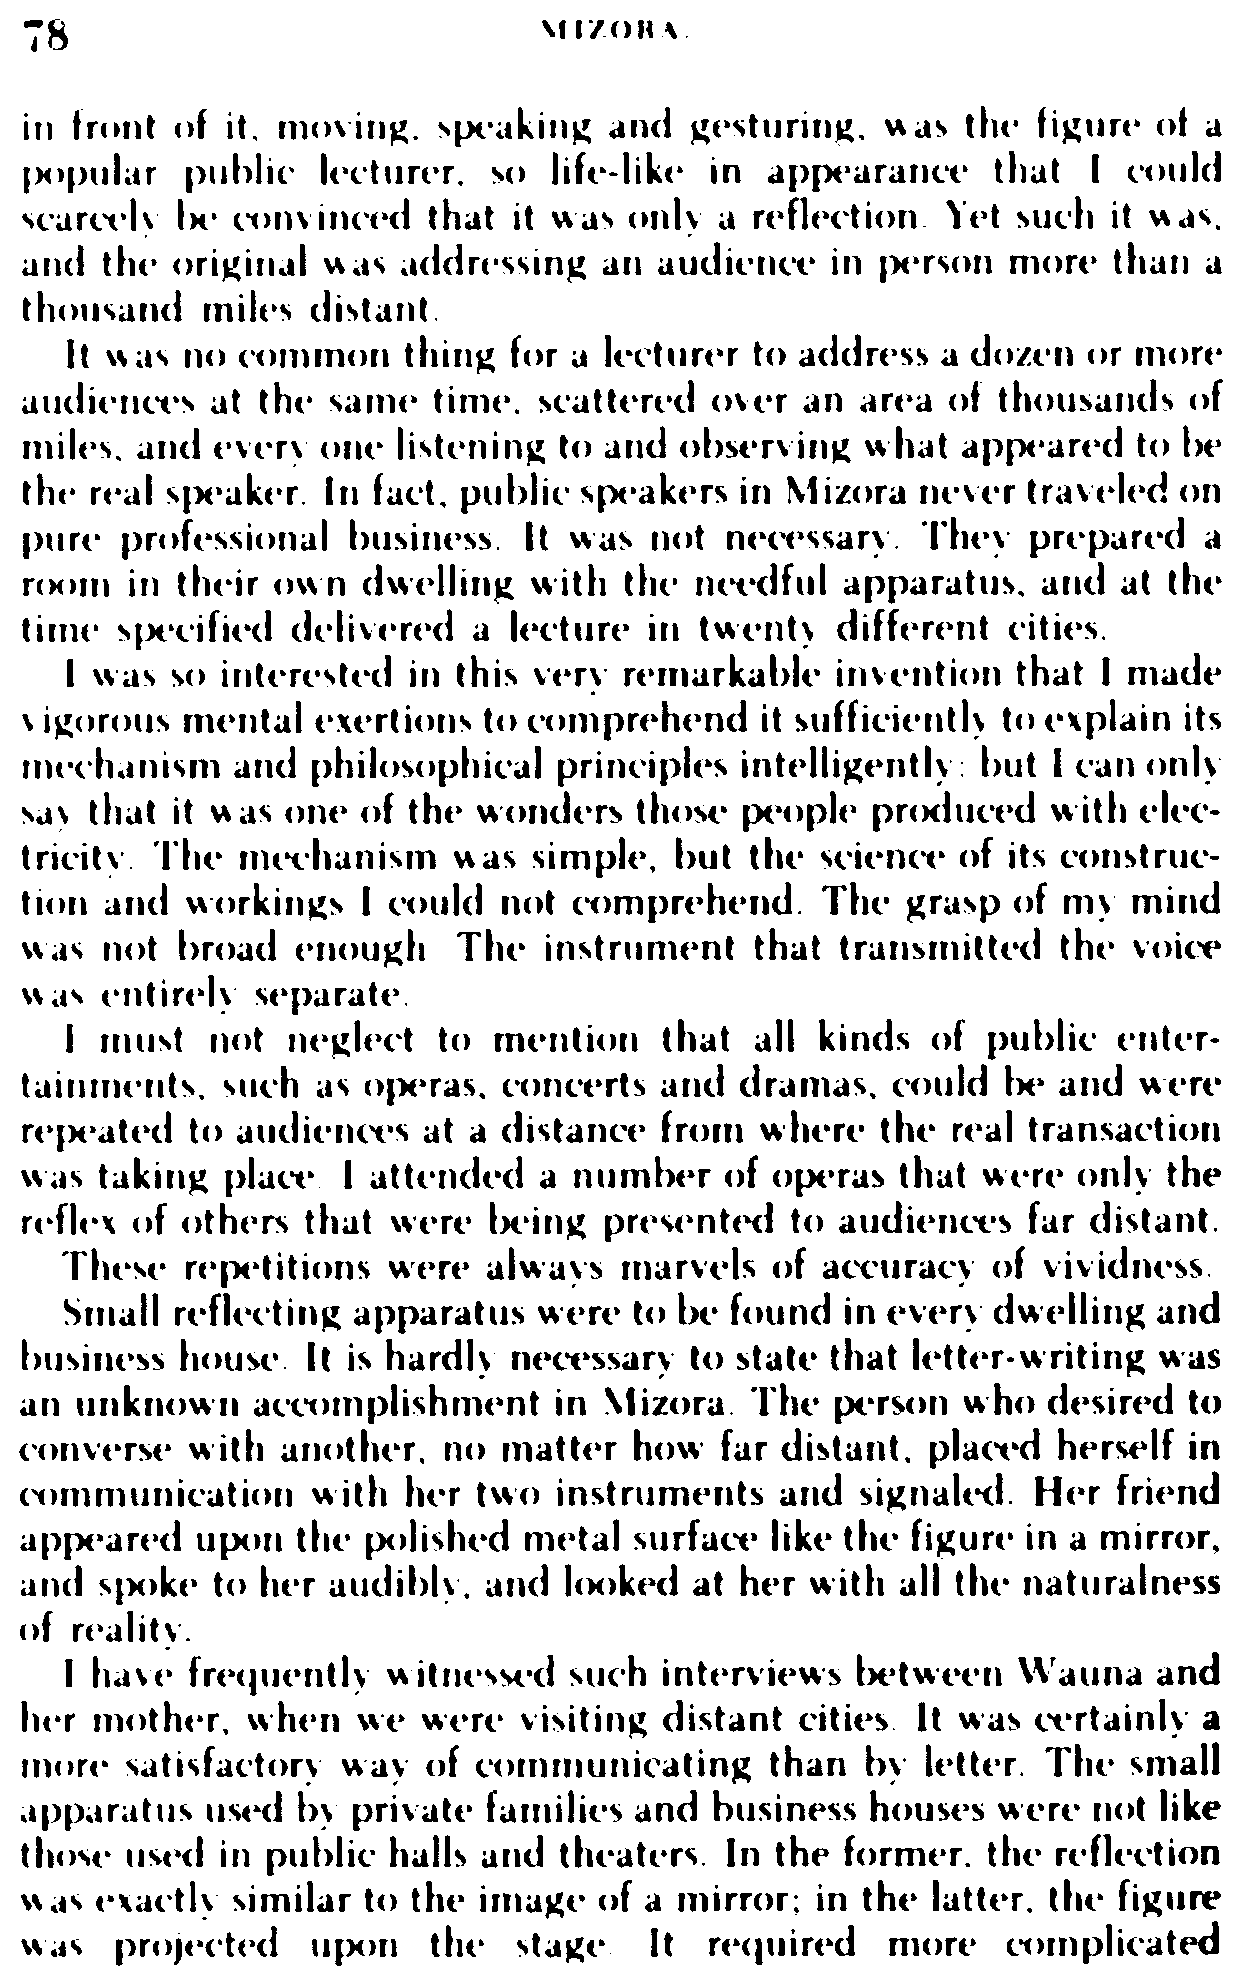 78
MIZORA.
in front of it, moving, speaking and gesturing, was the figure of a
popular public lecturer, so life-like in appearance that I could
scarcely be convinced that it was only a reflection. Yet such it was,
and the original was addressing an audience in person more than a
thousand miles distant.
It was no common thing for a lecturer to address a dozen or more
audiences at the same time, scattered over an area of thousands of
miles, and every one listening to and observing what appeared to be
the real speaker. In fact, public speakers in Mizora never traveled on
pure professional business. It was not necessary. They prepared a
room in their own dwelling with the needful apparatus, and at the
time specified delivered a lecture in twenty different cities.
I was so interested in this very remarkable invention that I made
vigorous mental exertions to comprehend it sufficiently to explain its
mechanism and philosophical principles intelligently; but I can only
say that it was one of the wonders those people produced with elec-
tricity. The mechanism was simple, but the science of its construc-
tion and workings I could not comprehend. The grasp of my mind
was not broad enough. The instrument that transmitted the voice
was entirely separate.
I must not neglect to mention that all kinds of public enter-
tainments, such as operas, concerts and dramas, could be and were
repeated to audiences at a distance from where the real transaction
was taking place. I attended a number of operas that were only the
reflex of others that were being presented to audiences far distant.
These repetitions were always marvels of accuracy of vividness.
Small reflecting apparatus were to be found in every dwelling and
business house. It is hardly necessary to state that letter-writing was
an unknown accomplishment in Mizora. The person who desired to
converse with another, no matter how far distant, placed herself in
communication with her two instruments and signaled. Her friend
appeared upon the polished metal surface like the figure in a mirror,
and spoke to her audibly, and looked at her with all the naturalness
of reality.
I have frequently witnessed such interviews between Wauna and
her mother, when we were visiting distant cities. It was certainly a
more satisfactory way of communicating than by letter. The small
apparatus used by private families and business houses were not like
those used in public halls and theaters. In the former, the reflection
was exactly similar to the image of a mirror; in the latter, the figure
was projected upon the stage. It required more complicated